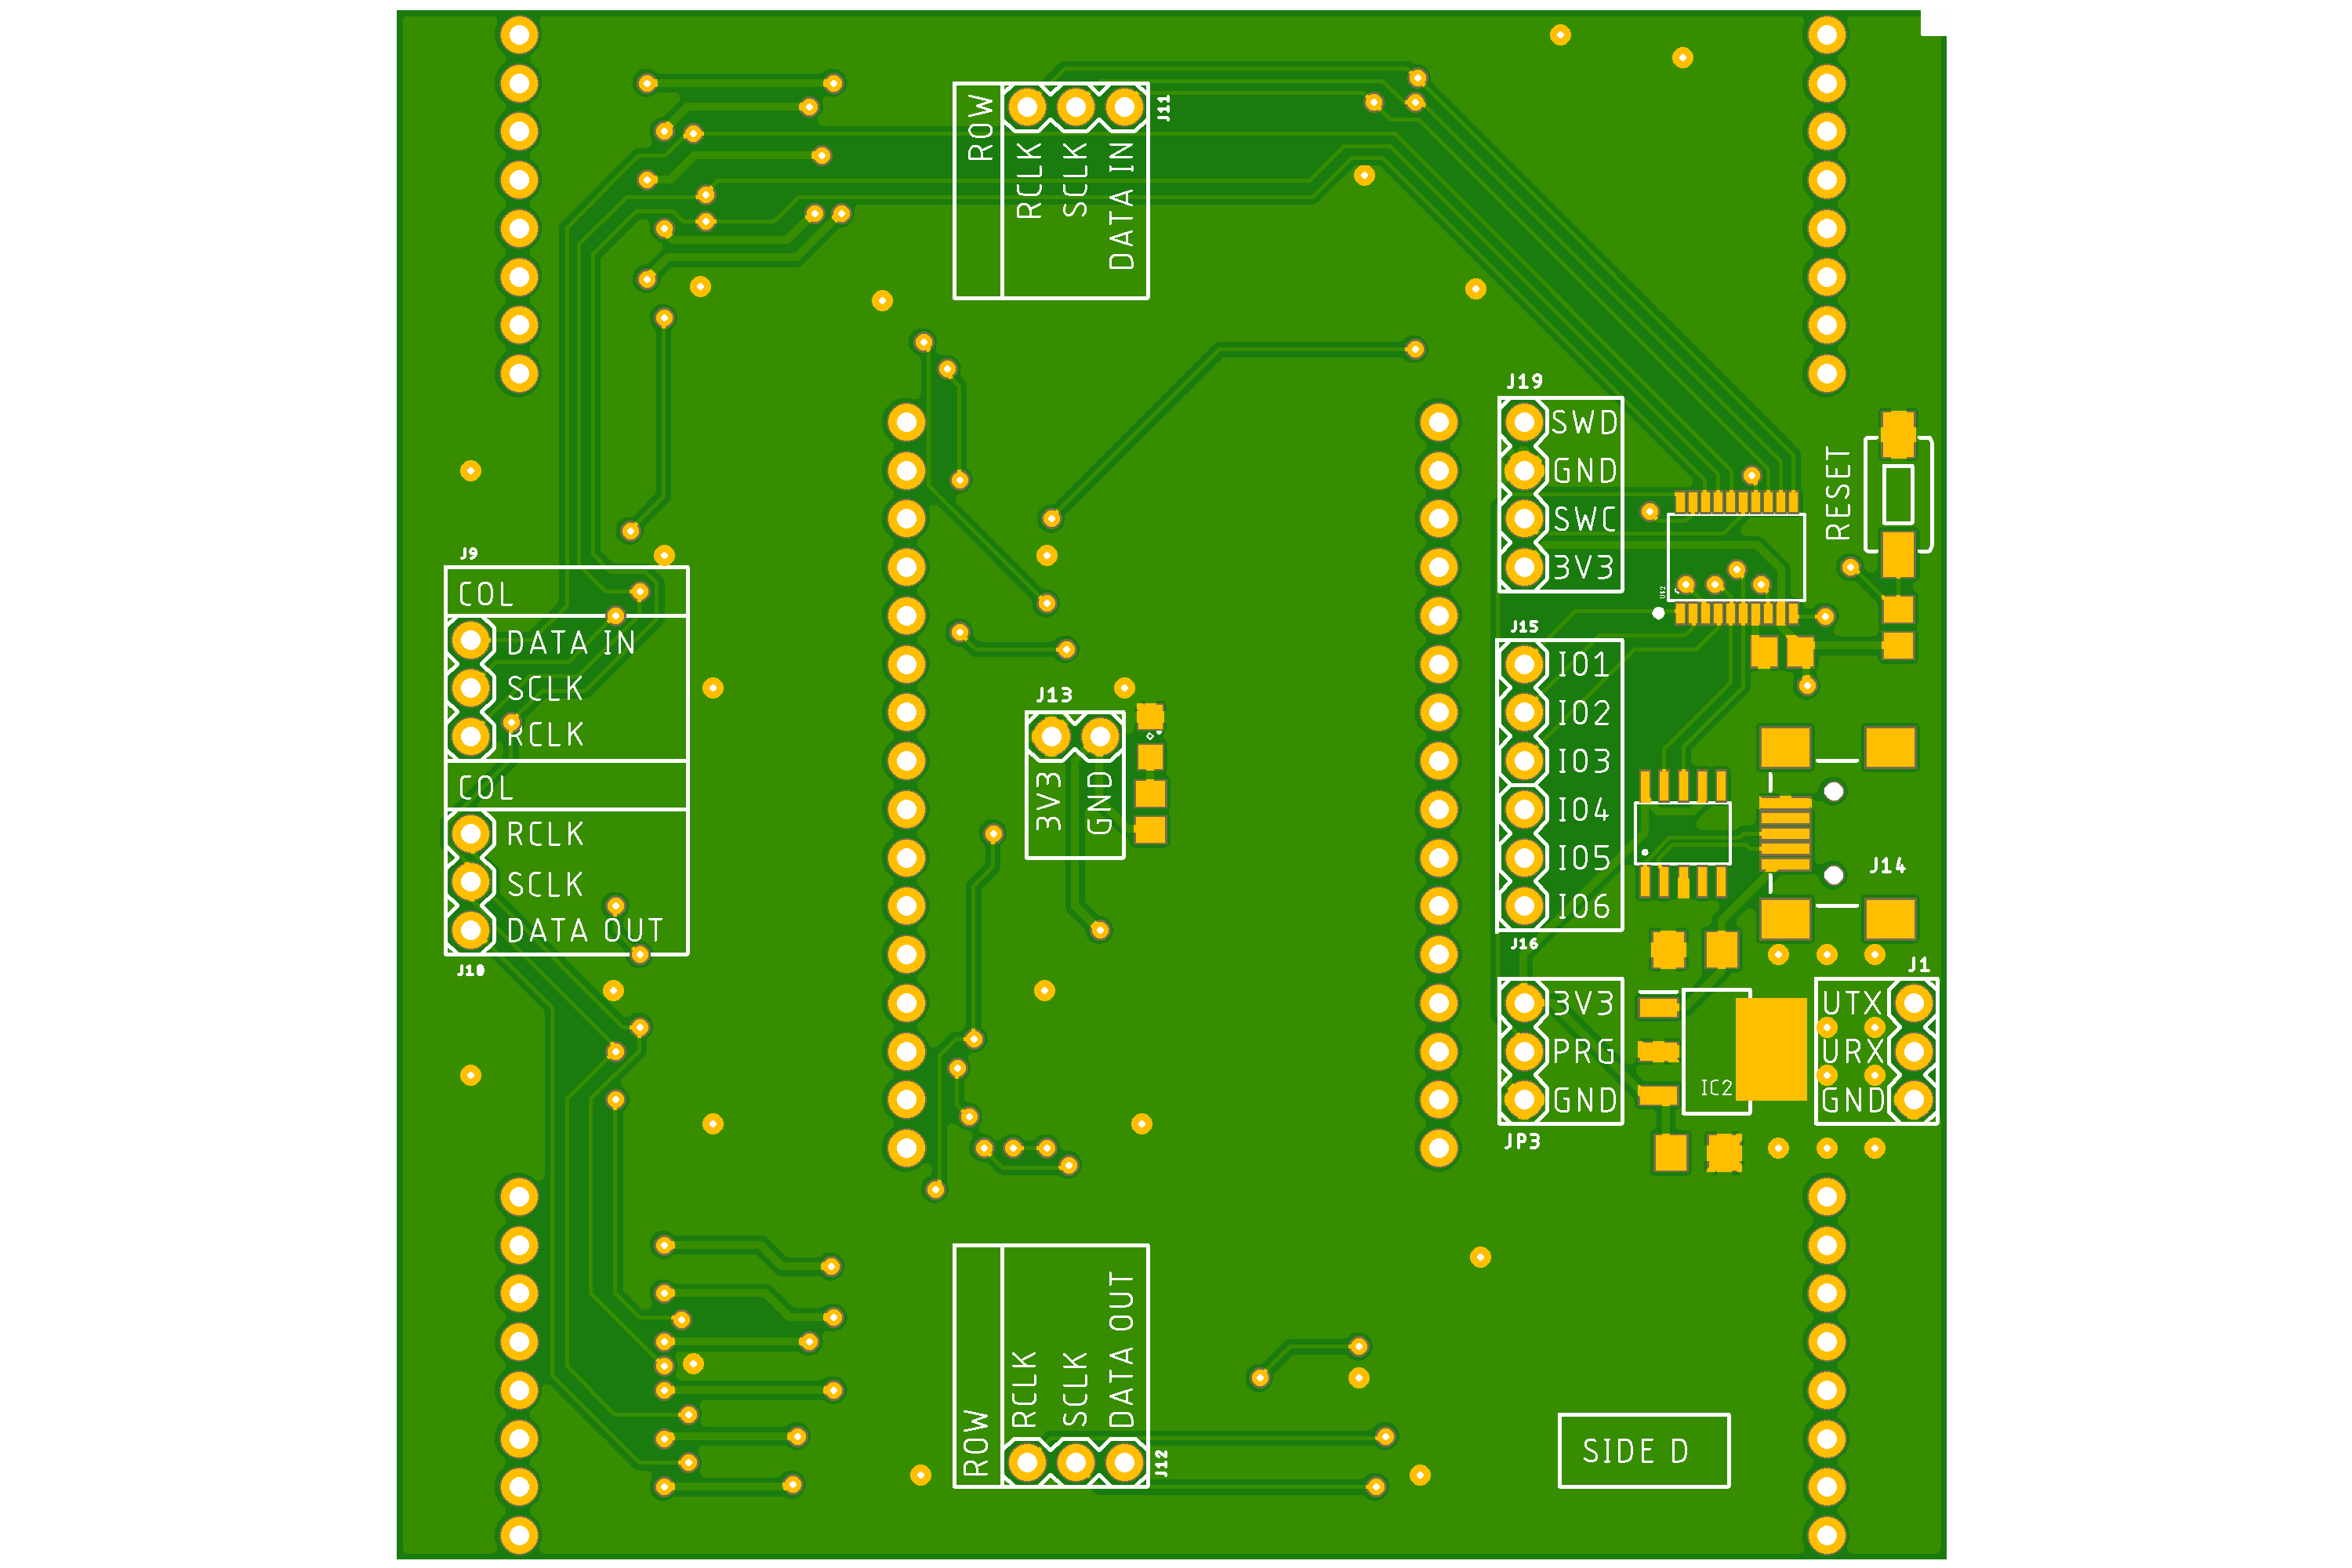 J11
ROW
RCLK
SCLK
DATA IN
J19
SWD
GND
SWC
3V3
RESET
J9
COL
DATA IN
SCLK
RCLK
COL
RCLK
SCLK
DATA OUT
J10
J13
3V3
GND
J15
IO1
IO2
IO3
IO4
IO5
IO6
J16
J14
J1
UTX
URX
GND
3V3
PRG
GND
JP3
IC2
ROW
RCLK
SCLK
DATA OUT
J12
SIDE D